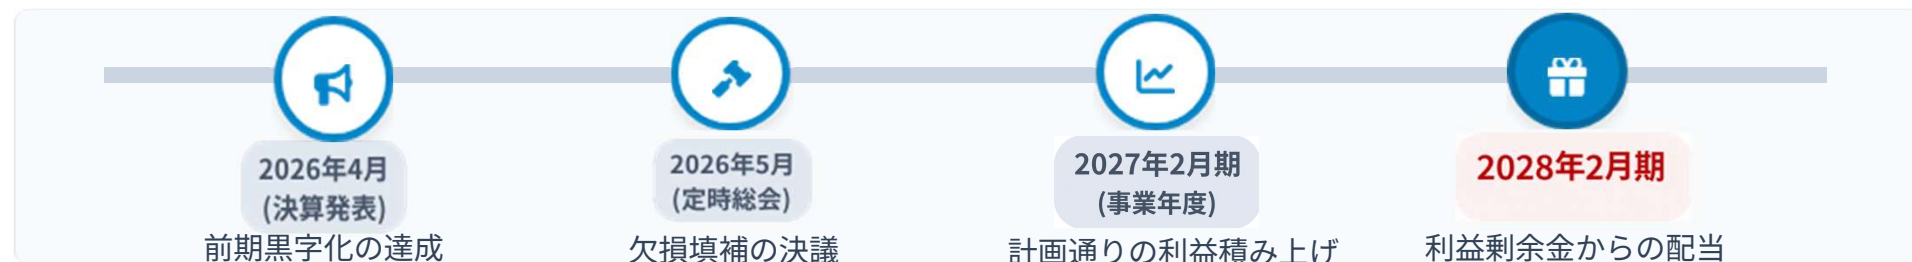 2026年4月
(決算発表)
前期黒字化の達成
2026年5月
(定時総会)
欠損填補の決議
2027年2月期
(事業年度)
計画通りの利益積み上げ
2028年2月期
利益剰余金からの配当